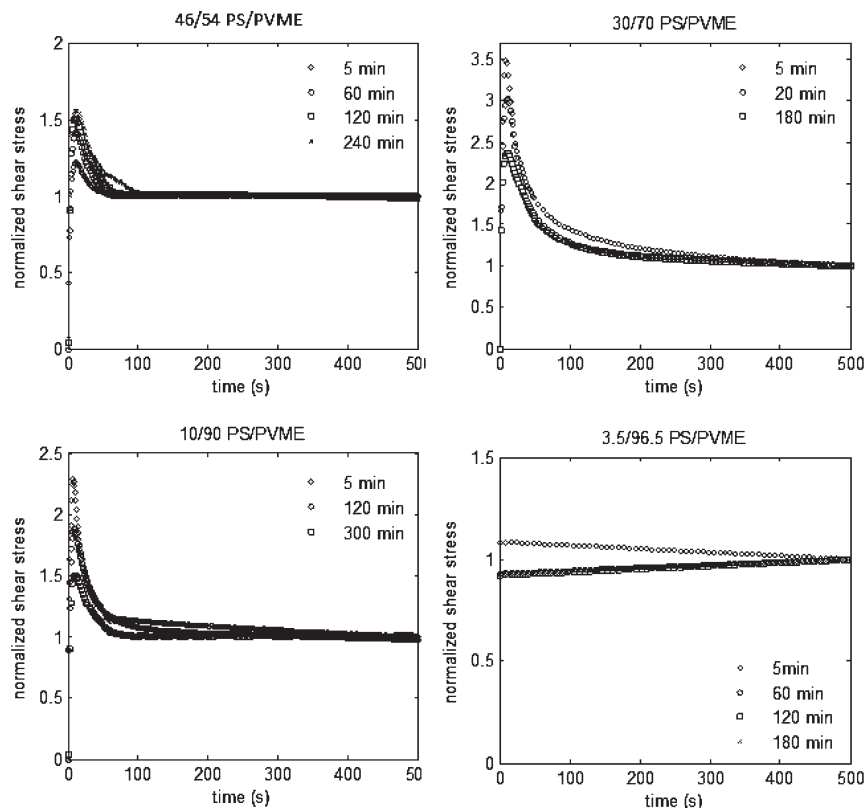 46/54 PS/PVME
normalized shear stress
2
1.5
1
0.5
0
5 min
60 min
120 min
240 min
0 100 200 300 400 50
time (s)
30/70 PS/PVME
normalized shear stress
3.5
3
2.5
2
1.5
1
0.5
0
5 min
20 min
180 min
0 100 200 300 400 500
time (s)
10/90 PS/PVME
normalized shear stress
2.5
2
1.5
1
0.5
0
5 min
120 min
300 min
0 100 200 300 400 500
time (s)
3.5/96.5 PS/PVME
normalized shear stress
1.5
1
0.5
0
5min
60 min
120 min
180 min
0 100 200 300 400 500
time (s)